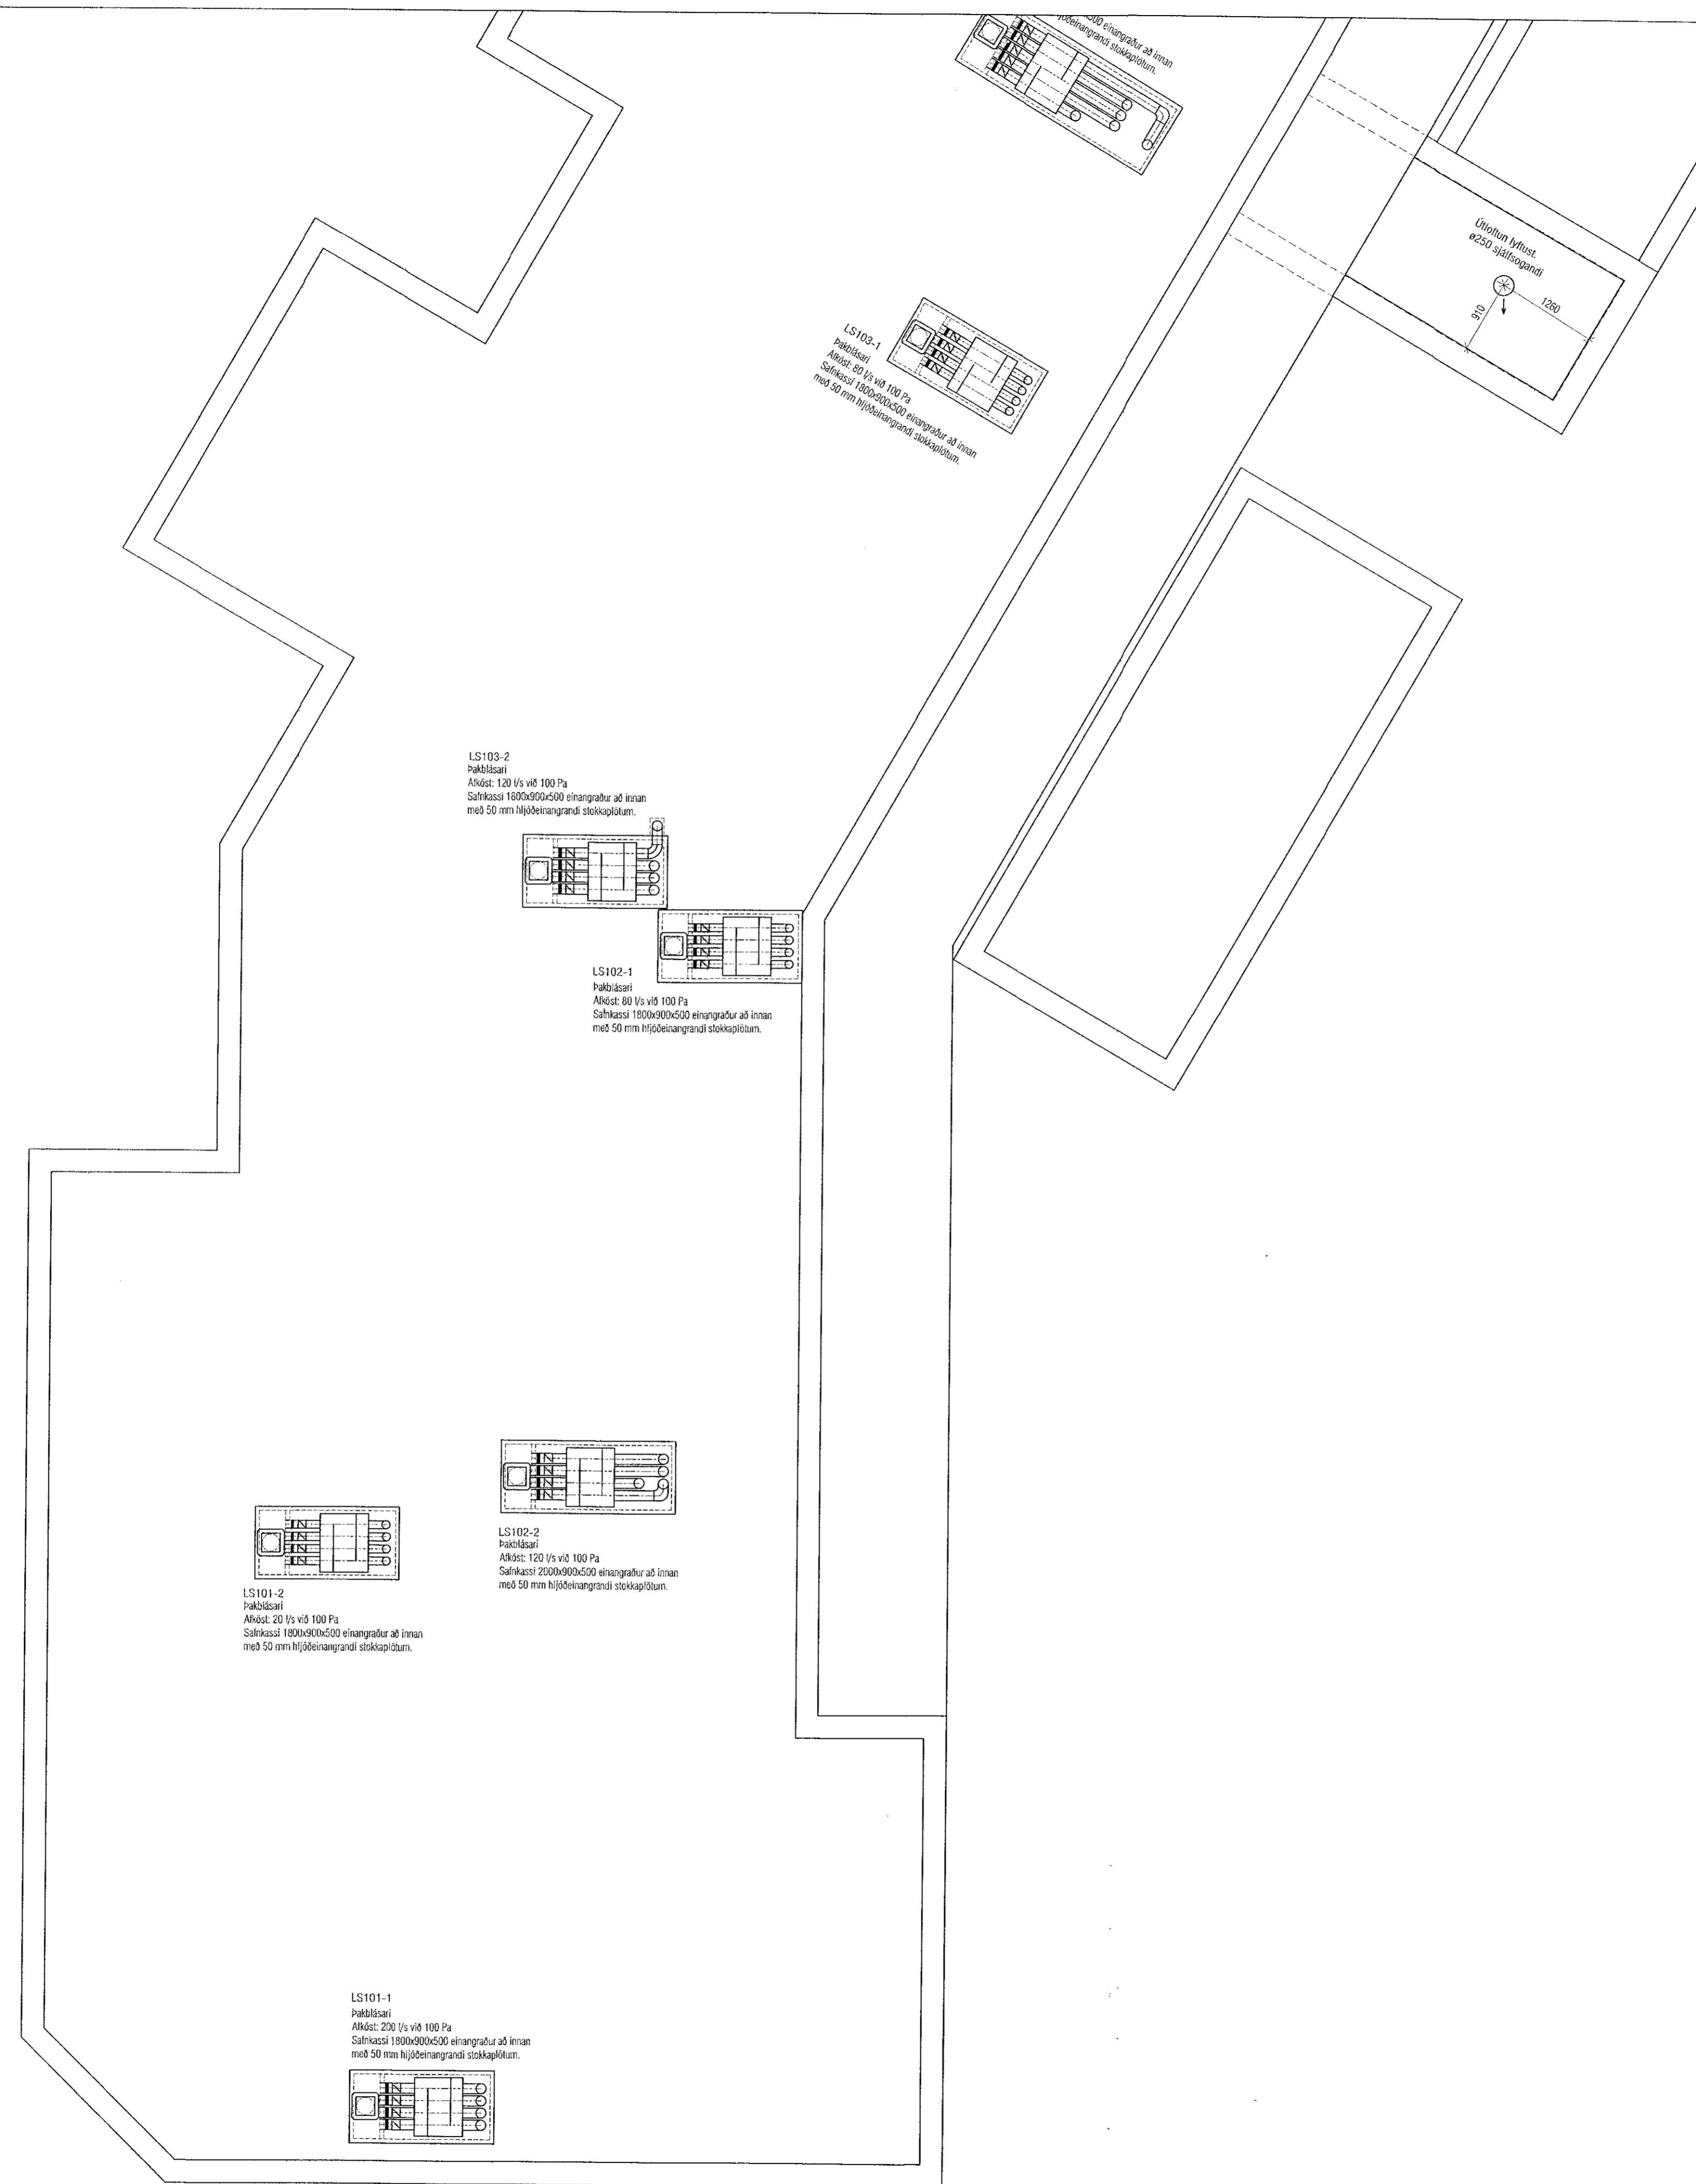 500 einangraður að innan
hljóðeinangrandi stokkaplötum.
Útloftun lyftust.
ø250 sjálfsogandi
910
1260
LS103-1
Þakblásari
Afköst: 80 l/s við 100 Pa
Safnkassi 1800x900x500 einangraður að innan
með 50 mm hljóðeinangrandi stokkaplötum.
LS103-2
Þakblásari
Afköst: 120 l/s við 100 Pa
Safnkassi 1800x900x500 einangraður að innan
með 50 mm hljóðeinangrandi stokkaplötum.
LS102-1
Þakblásari
Afköst: 80 l/s við 100 Pa
Safnkassi 1800x900x500 einangraður að innan
með 50 mm hljóðeinangrandi stokkaplötum.
LS102-2
Þakblásari
Afköst: 120 l/s við 100 Pa
Safnkassi 2000x900x500 einangraður að innan
með 50 mm hljóðeinangrandi stokkaplötum.
LS101-2
Þakblásari
Afköst: 20 l/s við 100 Pa
Safnkassi 1800x900x500 einangraður að innan
með 50 mm hljóðeinangrandi stokkaplötum.
LS101-1
Þakblásari
Afköst: 200 l/s við 100 Pa
Safnkassi 1800x900x500 einangraður að innan
með 50 mm hljóðeinangrandi stokkaplötum.